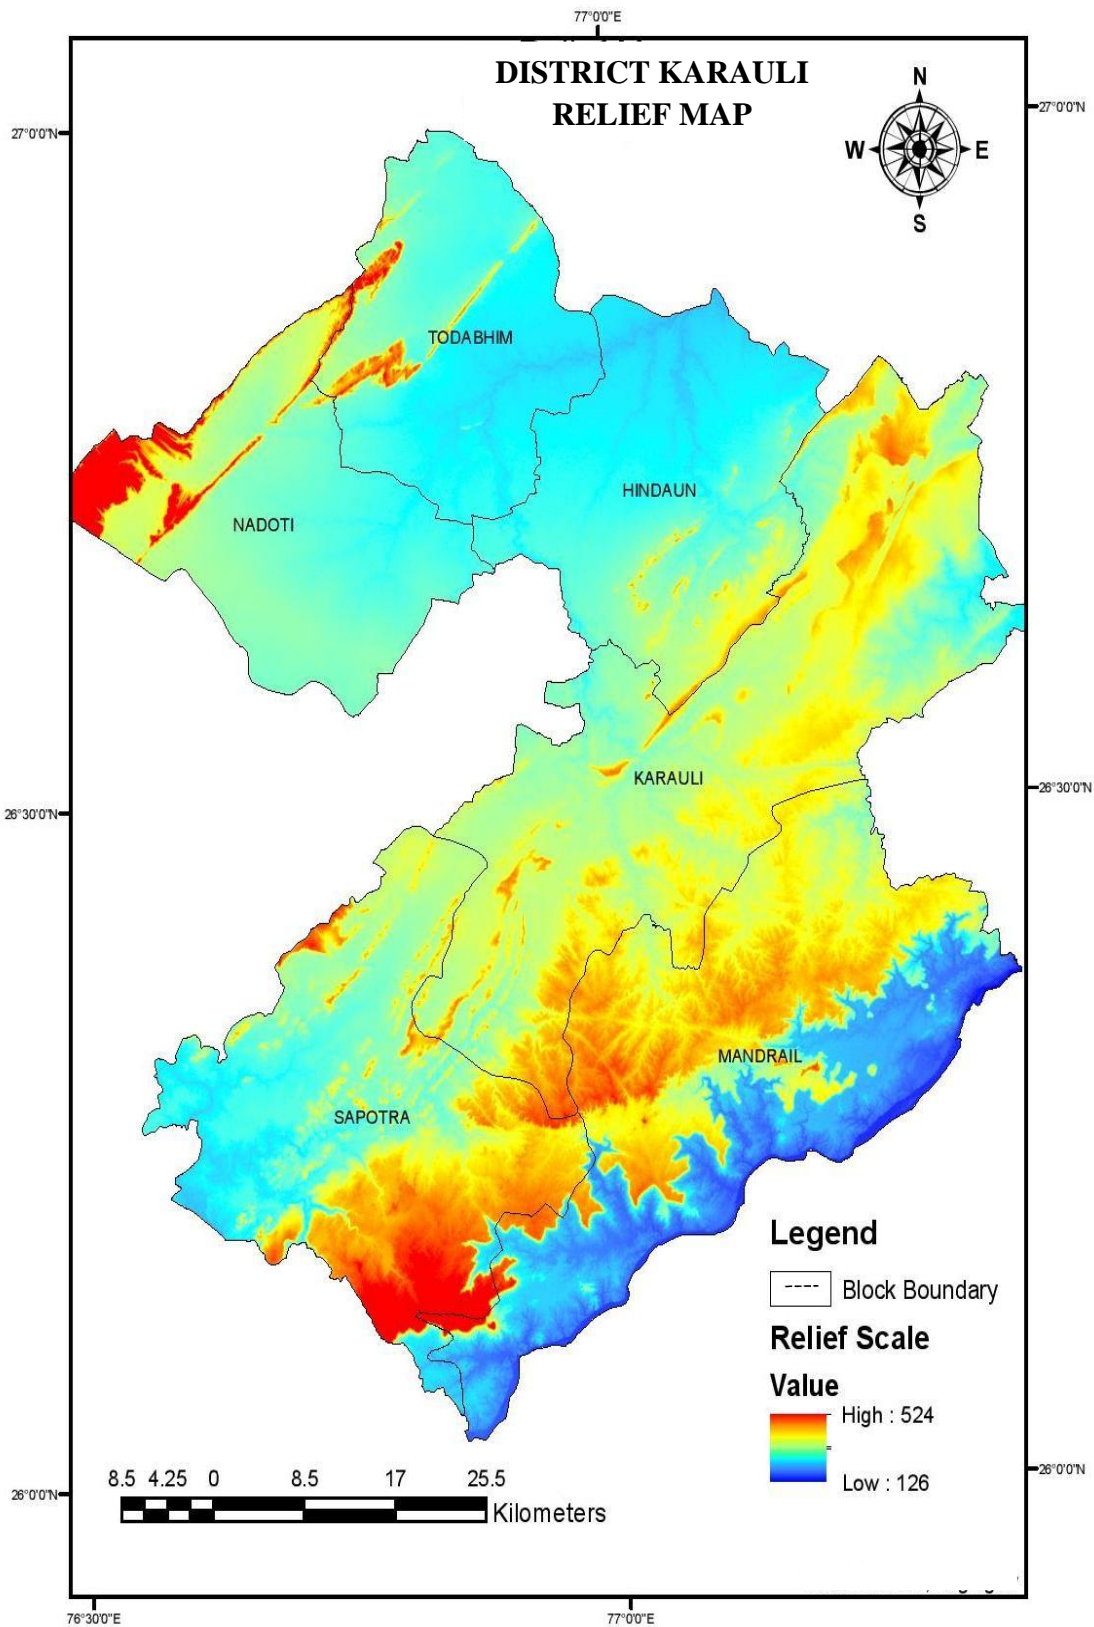 77°0'0"E
DISTRICT KARAULI
RELIEF MAP
N
W E
S
27°0'0"N
27°0'0"N
TODABHIM
HINDAUN
NADOTI
KARAULI
26°30'0"N
26°30'0"N
MANDRAIL
SAPOTRA
Legend
Block Boundary
Relief Scale
Value
High : 524
Low : 126
8.5 4.25 0 8.5 17 25.5
Kilometers
26°0'0"N
26°0'0"N
76°30'0"E
77°0'0"E